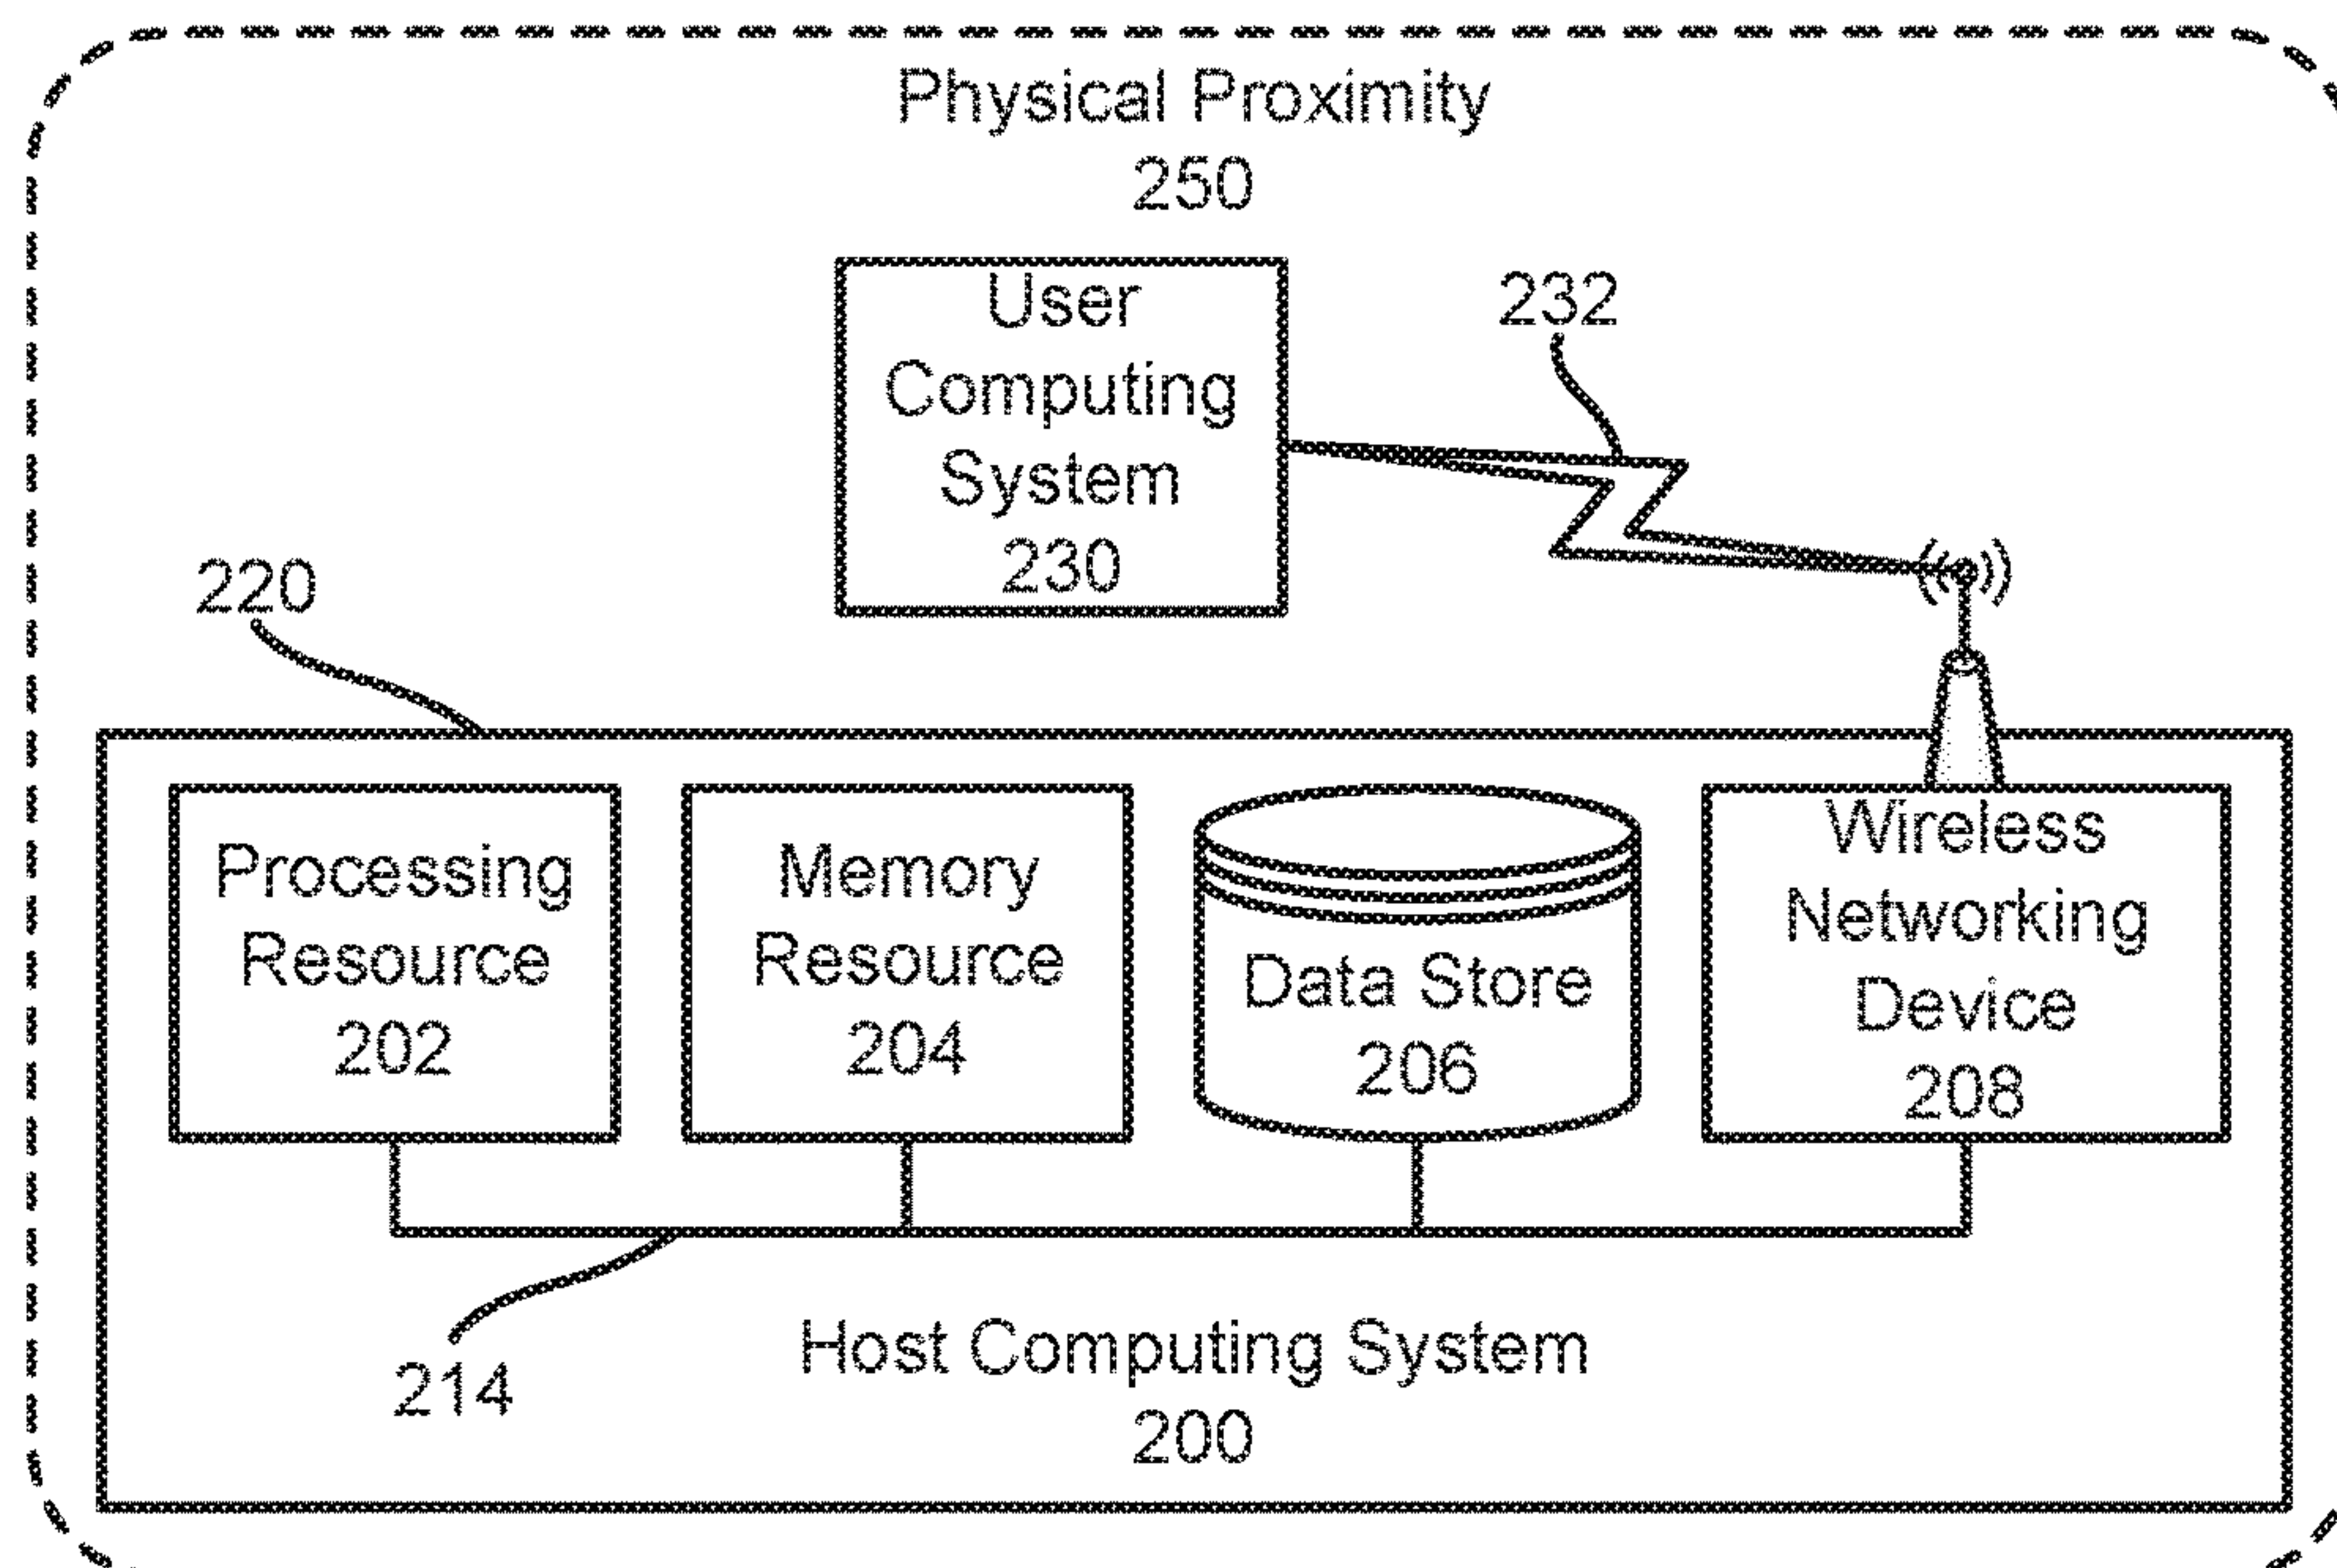 Physical Proximity
250
User
Computing
System
230
232
220
Processing
Resource
202
Memory
Resource
204
Data Store
206
Wireless
Networking
Device
208
214
Host Computing System
200